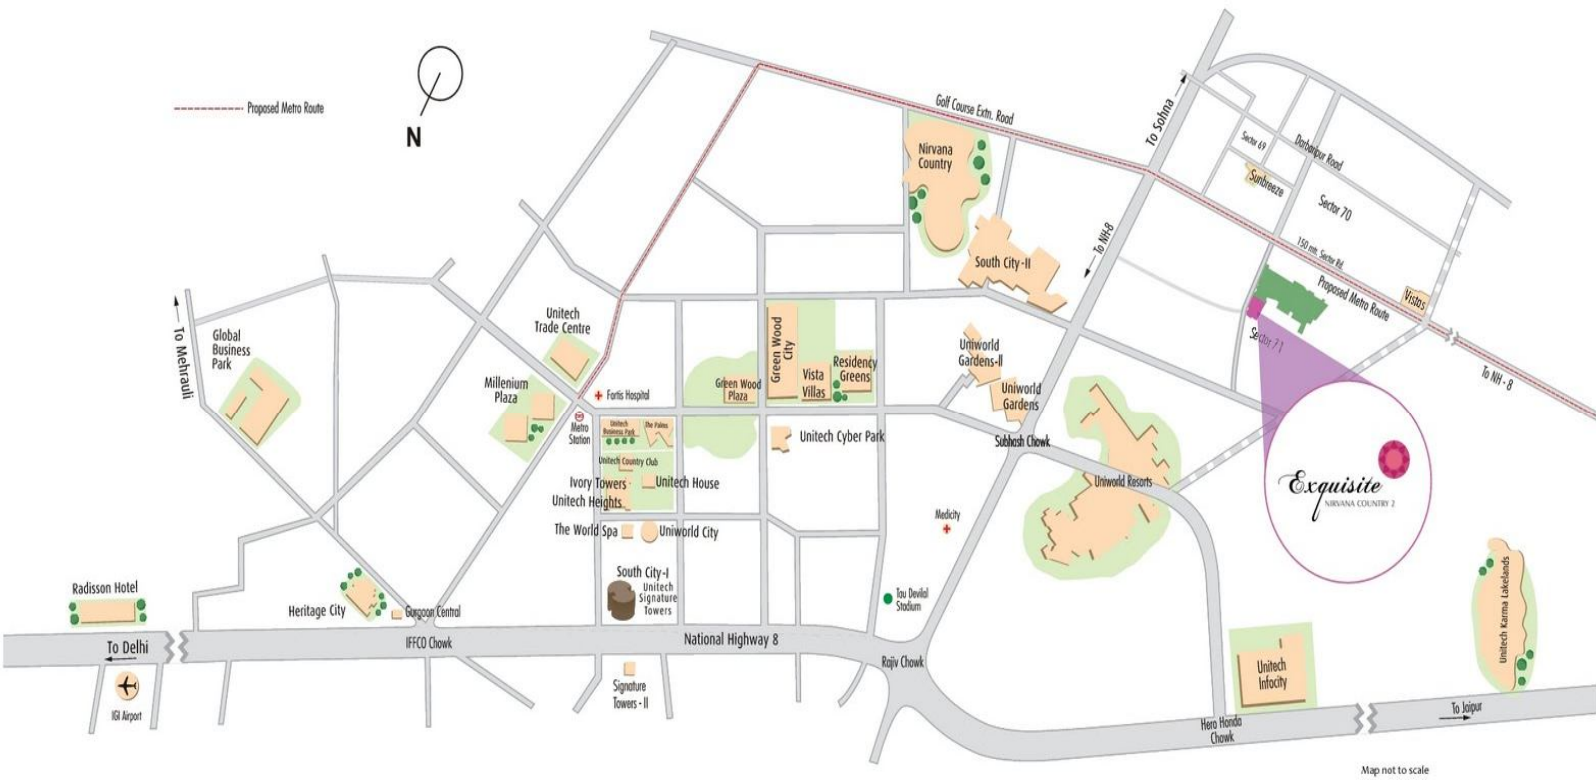 Proposed Metro Route
N
Golf Course Extn. Road
To Sohna
Sector 69
Darbaripur Road
Nirvana
Country
Sunbreeze
Sector 70
To NH-8
South City -II
150 mtr. Sector Rd.
Proposed Metro Route
Vistas
To Mehrauli
Global
Business
Park
Unitech
Trade Centre
Green Wood
City
Sector 71
Uniworld
Gardens-II
Residency
Greens
Vista
Villas
Millenium
Plaza
Green Wood
Plaza
To NH - 8
Fortis Hospital
Uniworld
Gardens
Metro
Station
Unitech
Business Park
The Palms
Unitech Cyber Park
Subhash Chowk
Unitech Country Club
Ivory Towers
Unitech House
Uniworld Resorts
Exquisite
NIRVANA COUNTRY 2
Unitech Heights
Medicity
The World Spa
Uniworld City
South City-I
Unitech
Signature
Towers
Radisson Hotel
Tau Devilal
Stadium
Heritage City
Gurgaon Central
Unitech Karma Lakelands
To Delhi
IFFCO Chowk
National Highway 8
Rajiv Chowk
Unitech
Infocity
IGI Airport
Signature
Towers - II
Hero Honda
Chowk
To Jaipur
Map not to scale